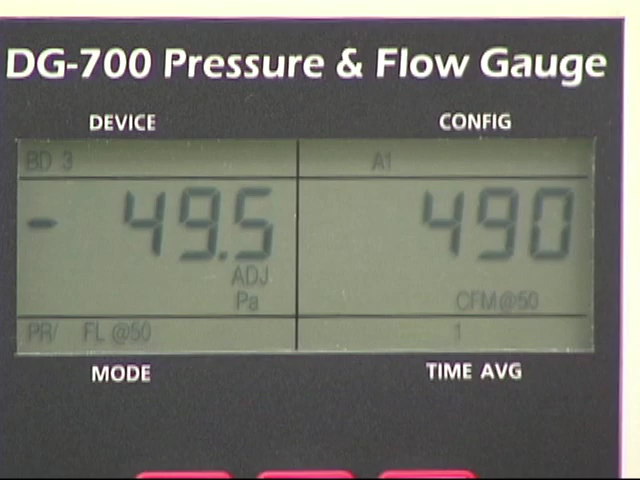 DG-700 Pressure & Flow Gauge
DEVICE CONFIG
BD 3 A1
- 49.5 490
ADJ
Pa CFM@50
PR/ FL @50 1
MODE TIME AVG